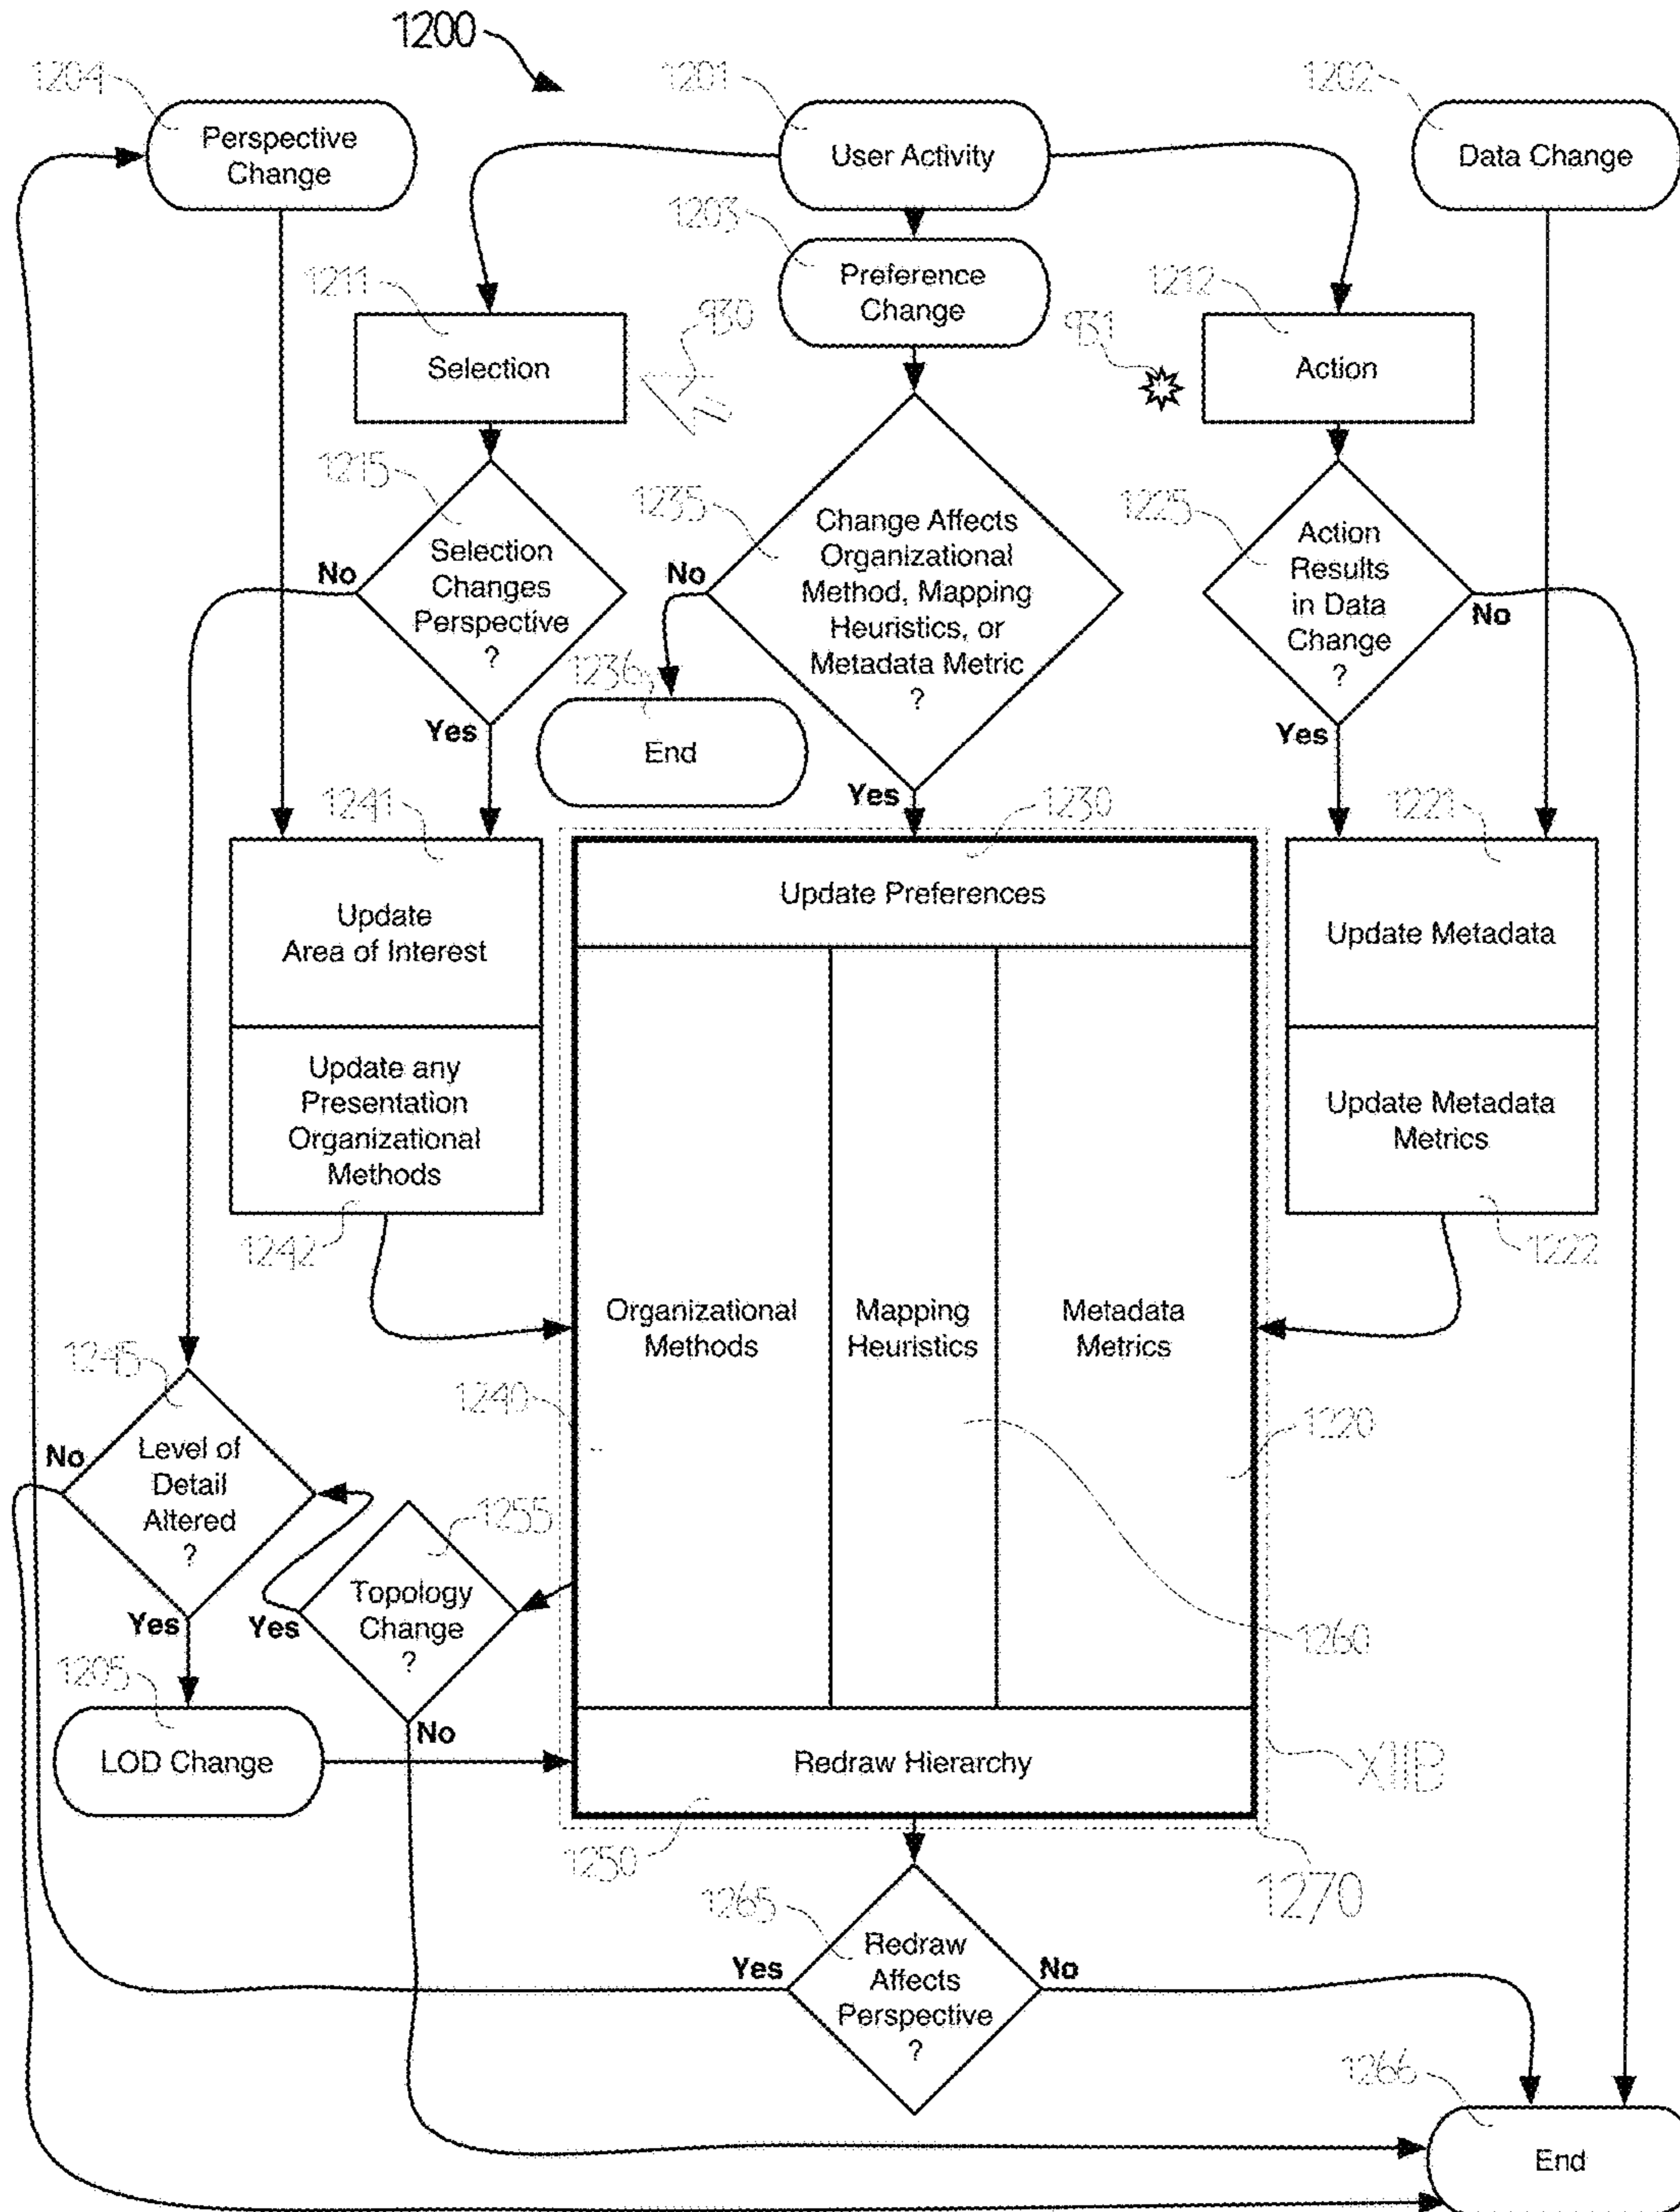 1200
1204
1201
1202
Perspective
Change
User Activity
Data Change
1203
Preference
Change
1211
930
931
1212
Selection
Action
1215
1235
1225
Selection
Changes
Perspective
?
No
Yes
Change Affects
Organizational
Method, Mapping
Heuristics, or
Metadata Metric
?
No
Yes
Action
Results
in Data
Change
?
No
Yes
1236
End
1241
1230
1221
Update
Area of Interest
Update Preferences
Update Metadata
Update any
Presentation
Organizational
Methods
Update Metadata
Metrics
1242
1222
Organizational
Methods
Mapping
Heuristics
Metadata
Metrics
1245
1240
1220
Level of
Detail
Altered
?
No
Yes
1255
Topology
Change
?
Yes
No
1260
1205
LOD Change
Redraw Hierarchy
XIIB
1250
1270
1265
Redraw
Affects
Perspective
?
Yes
No
1266
End